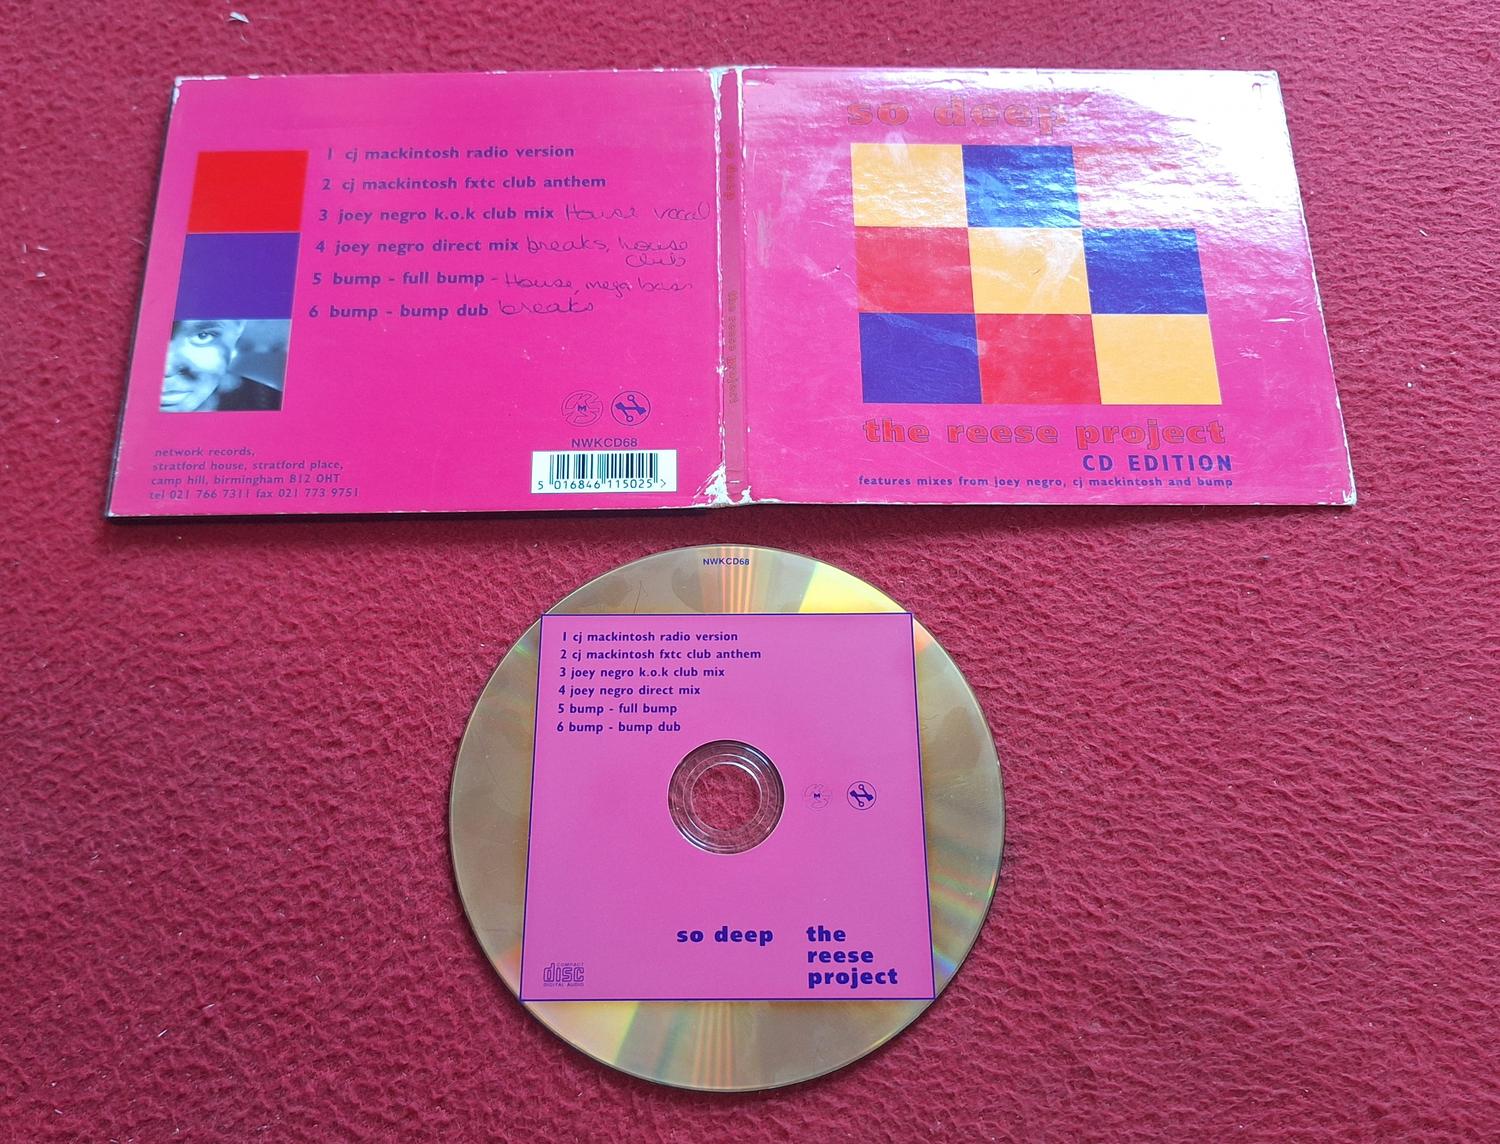 1 cj mackintosh radio version
2 cj mackintosh fxtc club anthem
3 joey negro k.o.k club mix House vocal
4 joey negro direct mix breaks, house
club
5 bump - full bump - House, mega bass
6 bump - bump dub breaks
network records,
stratford house, stratford place,
camp hill, birmingham B12 OHT
tel 021 766 7311 fax 021 773 9751
NWKCD68
5 016846 115025 >
so deep
the reese project
so deep
the reese project
CD EDITION
features mixes from joey negro, cj mackintosh and bump
NWKCD68
1 cj mackintosh radio version
2 cj mackintosh fxtc club anthem
3 joey negro k.o.k club mix
4 joey negro direct mix
5 bump - full bump
6 bump - bump dub
so deep
the
reese
project
COMPACT
disc
DIGITAL AUDIO